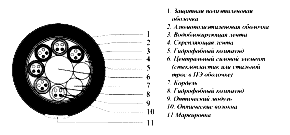 1. Защитная полиэтиленовая
оболочка
2. Алюмополиэтиленовая оболочка
3. Водоблокирующая лента
4. Скрепляющая лента
5. Гидрофобный компаунд
6. Центральный силовой элемент
(стеклопластик или стальной
трос в ПЭ оболочке)
7. Кордель
8. Гидрофобный компаунд
9. Оптический модуль
10. Оптические волокна
11. Маркировка
1
2
3
4
5
6
7
8
9
10
11